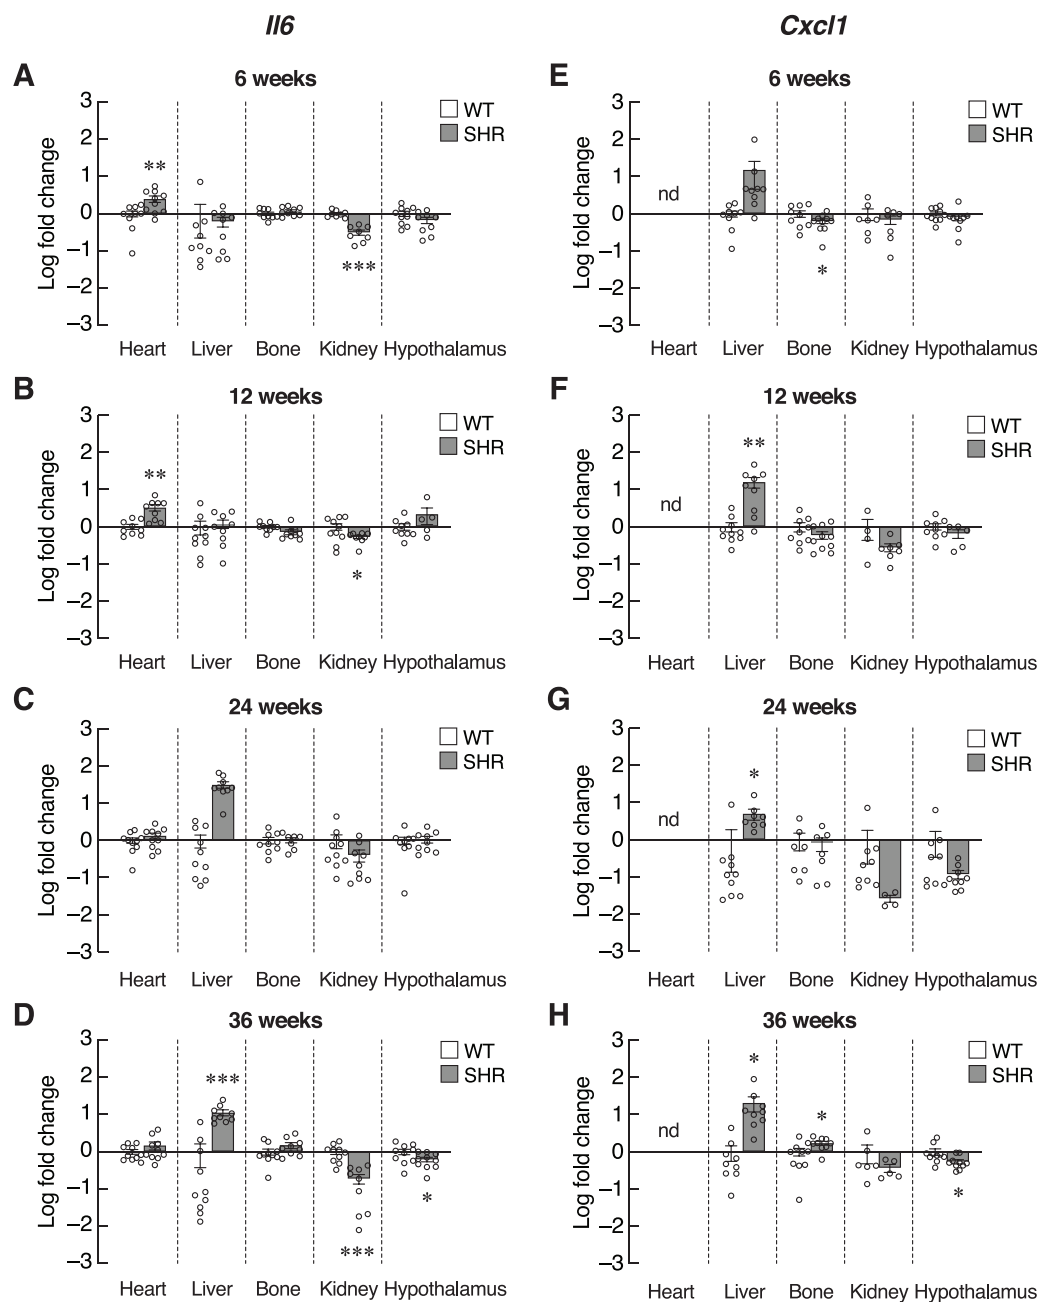 Il6
Cxcl1
A
6 weeks
WT
SHR
Log fold change
3
2
1
0
–1
–2
–3
**
***
Heart Liver Bone Kidney Hypothalamus
E
6 weeks
WT
SHR
Log fold change
3
2
1
0
–1
–2
–3
nd
*
Heart Liver Bone Kidney Hypothalamus
B
12 weeks
WT
SHR
Log fold change
3
2
1
0
–1
–2
–3
**
*
Heart Liver Bone Kidney Hypothalamus
F
12 weeks
WT
SHR
Log fold change
3
2
1
0
–1
–2
–3
nd
**
Heart Liver Bone Kidney Hypothalamus
C
24 weeks
WT
SHR
Log fold change
3
2
1
0
–1
–2
–3
Heart Liver Bone Kidney Hypothalamus
G
24 weeks
WT
SHR
Log fold change
3
2
1
0
–1
–2
–3
nd
*
Heart Liver Bone Kidney Hypothalamus
D
36 weeks
WT
SHR
Log fold change
3
2
1
0
–1
–2
–3
***
*
***
Heart Liver Bone Kidney Hypothalamus
H
36 weeks
WT
SHR
Log fold change
3
2
1
0
–1
–2
–3
nd
*
*
*
Heart Liver Bone Kidney Hypothalamus